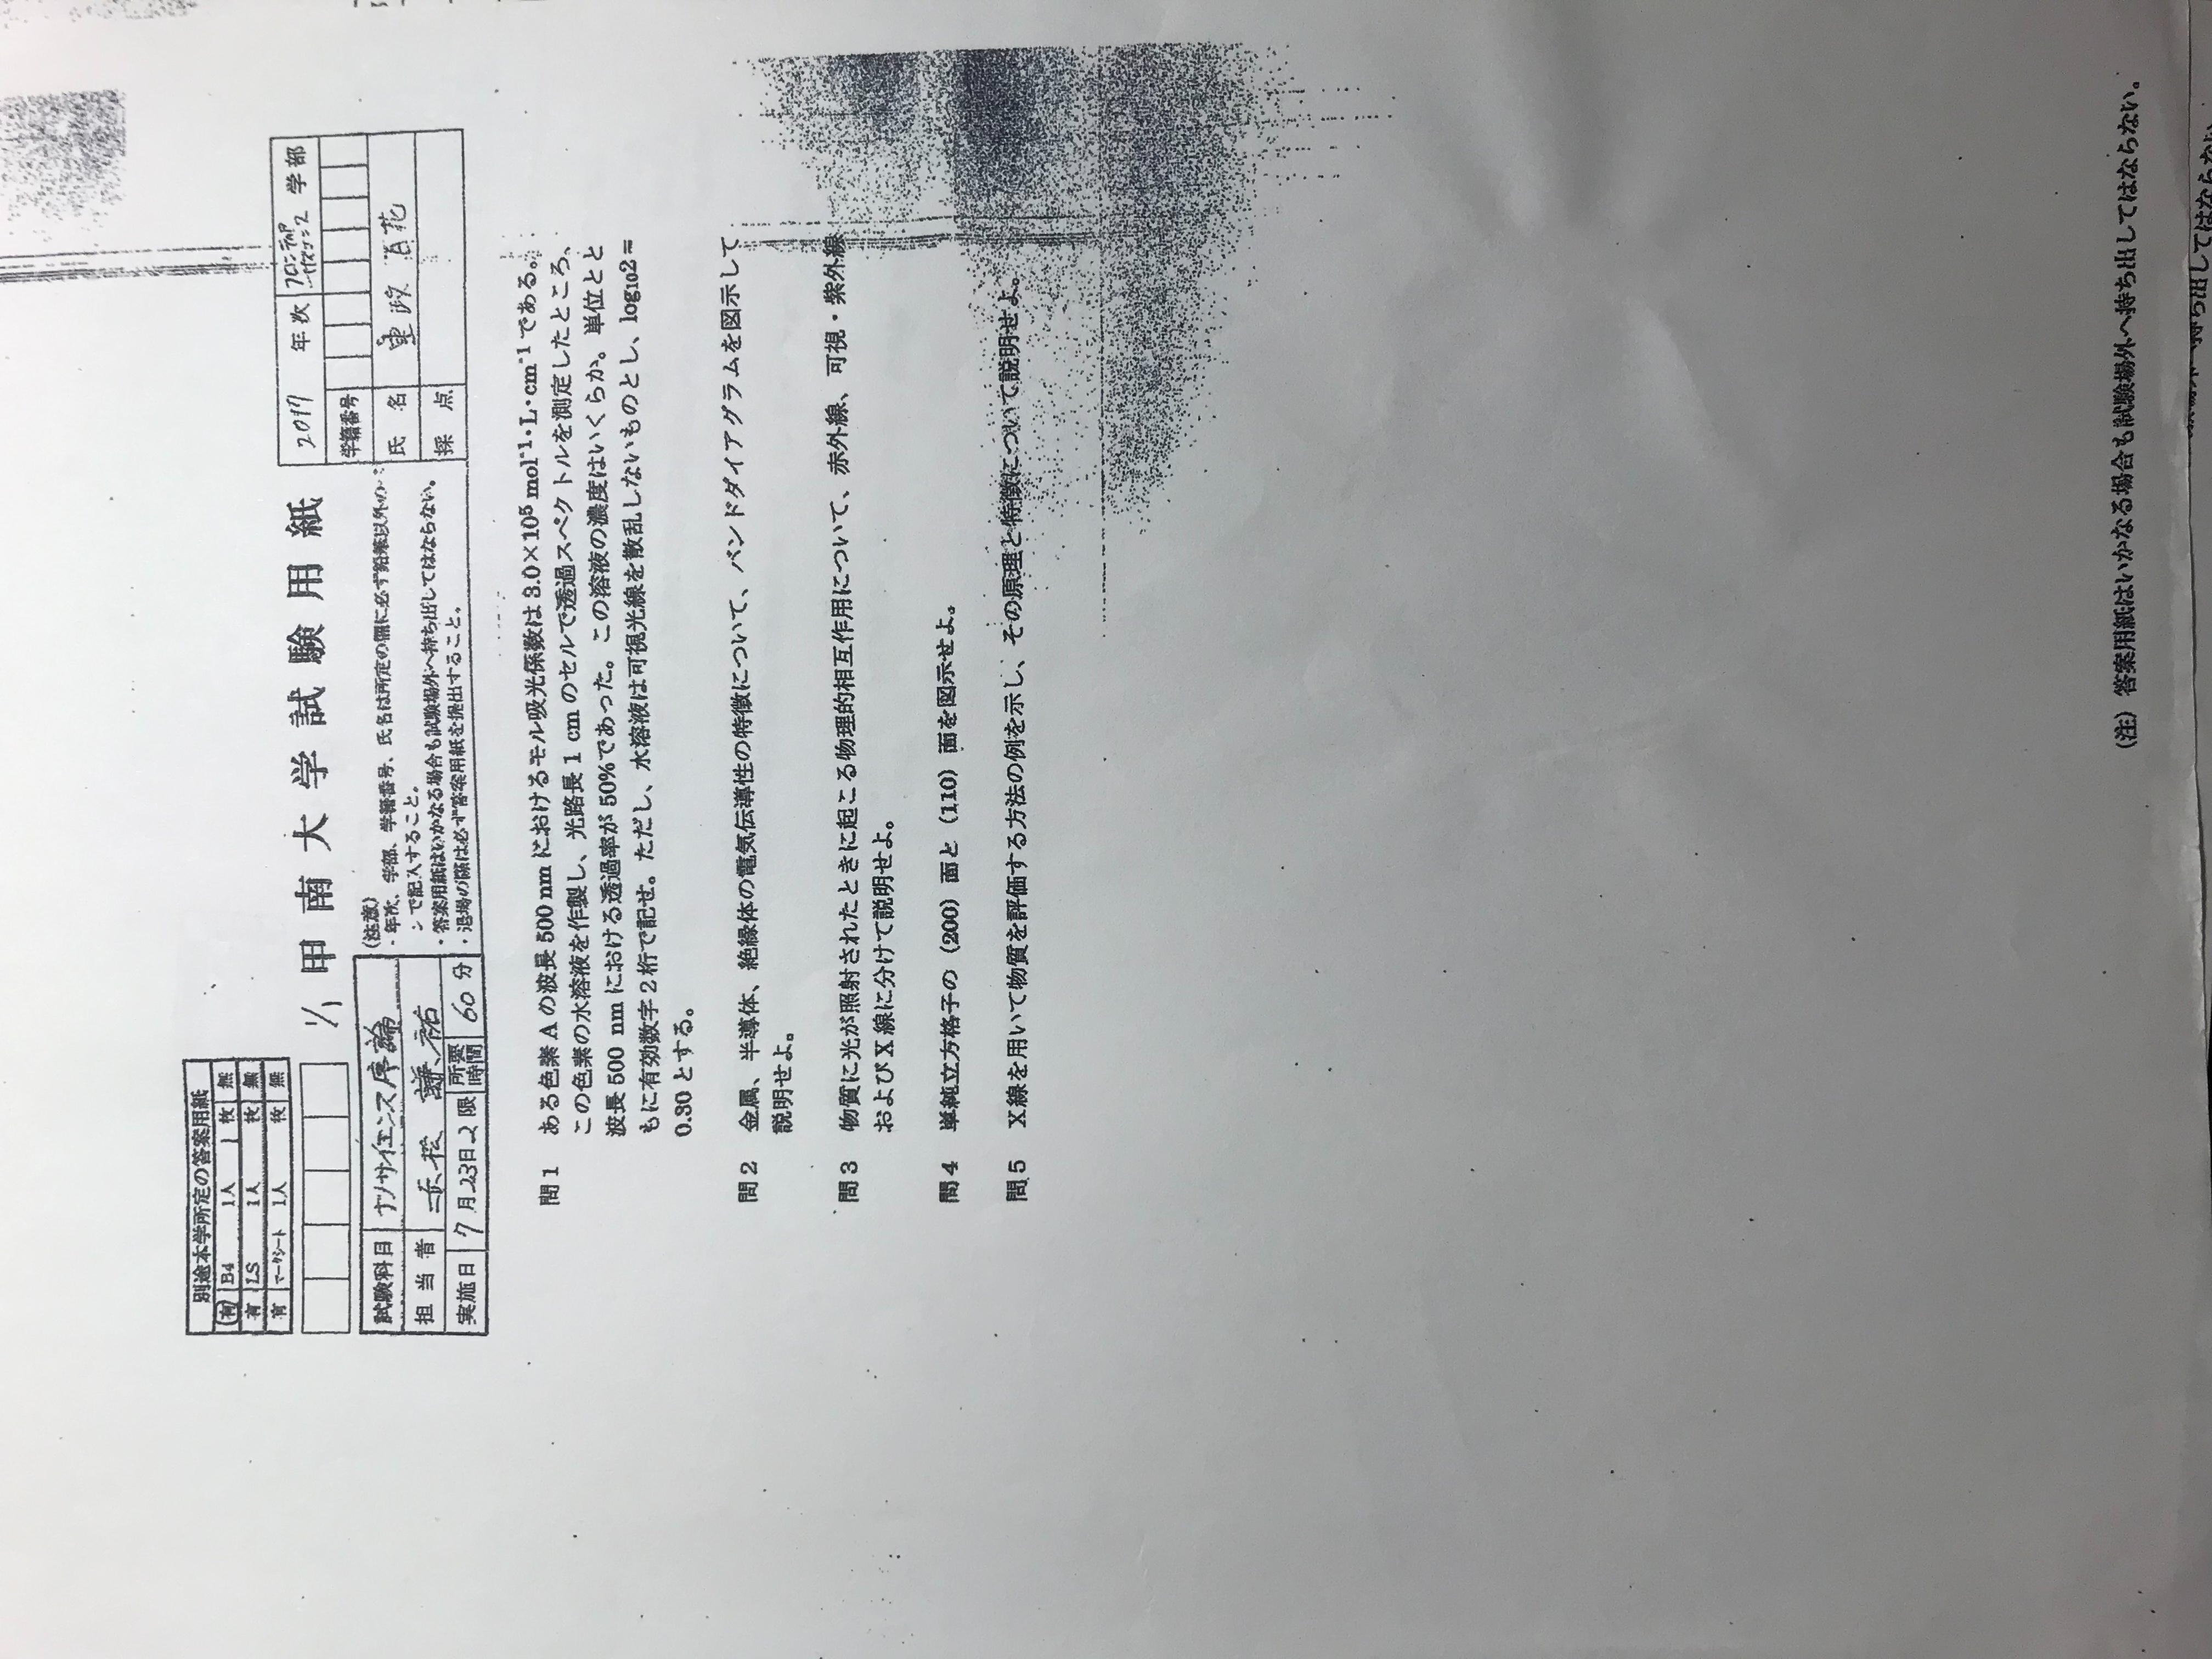 別途本学所定の答案用紙
有 B4 1人 1 枚 無
有 LS 1人 枚 無
有 マークシート 1人 枚 無
1/1 甲南大学試験用紙
2017 年次 フロンティアサイエンス 学部
学籍番号
氏名 重政 百花
採点
試験科目 ナノサイエンス序論
担当者 赤松 謙祐
実施日 7月23日2限 所要時間 60分
(注意)
・年次、学部、学籍番号、氏名は所定の欄に必ず鉛筆以外のペ
ンで記入すること。
・答案用紙はいかなる場合も試験場外へ持ち出してはならない。
・退場の際は必ず答案用紙を提出すること。
問1 ある色素Aの波長500 nmにおけるモル吸光係数は3.0×10⁵ mol⁻¹・L・cm⁻¹である。
この色素の水溶液を作製し、光路長1 cmのセルで透過スペクトルを測定したところ、
波長500 nmにおける透過率が50%であった。この溶液の濃度はいくらか。単位とと
もに有効数字2桁で記せ。ただし、水溶液は可視光線を散乱しないものとし、log₁₀2=
0.30とする。
問2 金属、半導体、絶縁体の電気伝導性の特徴について、バンドダイアグラムを図示して
説明せよ。
問3 物質に光が照射されたときに起こる物理的相互作用について、赤外線、可視・紫外線
およびX線に分けて説明せよ。
問4 単純立方格子の(200)面と(110)面を図示せよ。
問5 X線を用いて物質を評価する方法の例を示し、その原理と特徴について説明せよ。
(注)答案用紙はいかなる場合も試験場外へ持ち出してはならない。
持ち出してはならない